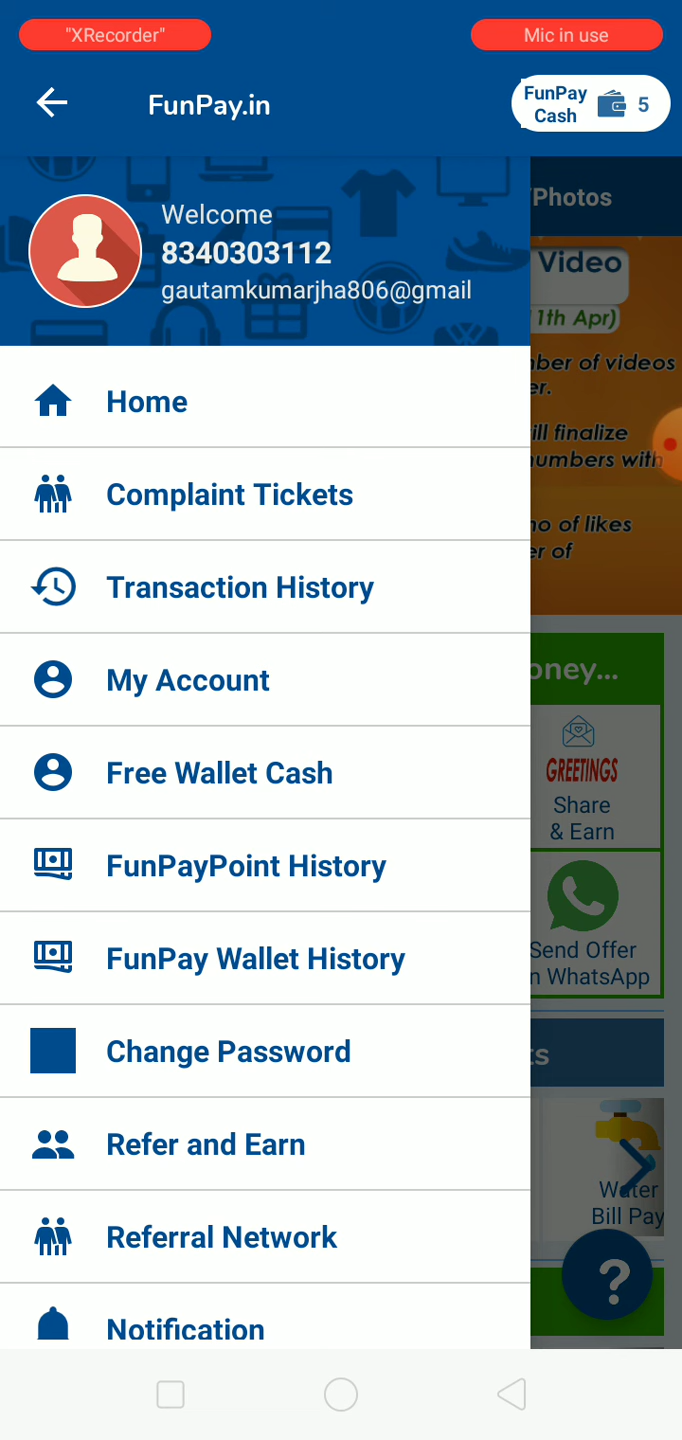 "XRecorder"
Mic in use
FunPay.in
FunPay
Cash
5
Welcome
8340303112
gautamkumarjha806@gmail
/Photos
Video
11th Apr)
nber of videos
er.
ill finalize
numbers with
no of likes
er of
Home
Complaint Tickets
Transaction History
My Account
Free Wallet Cash
FunPayPoint History
FunPay Wallet History
Change Password
Refer and Earn
Referral Network
Notification
oney...
GREETINGS
Share
& Earn
Send Offer
n WhatsApp
ts
Water
Bill Pay
?